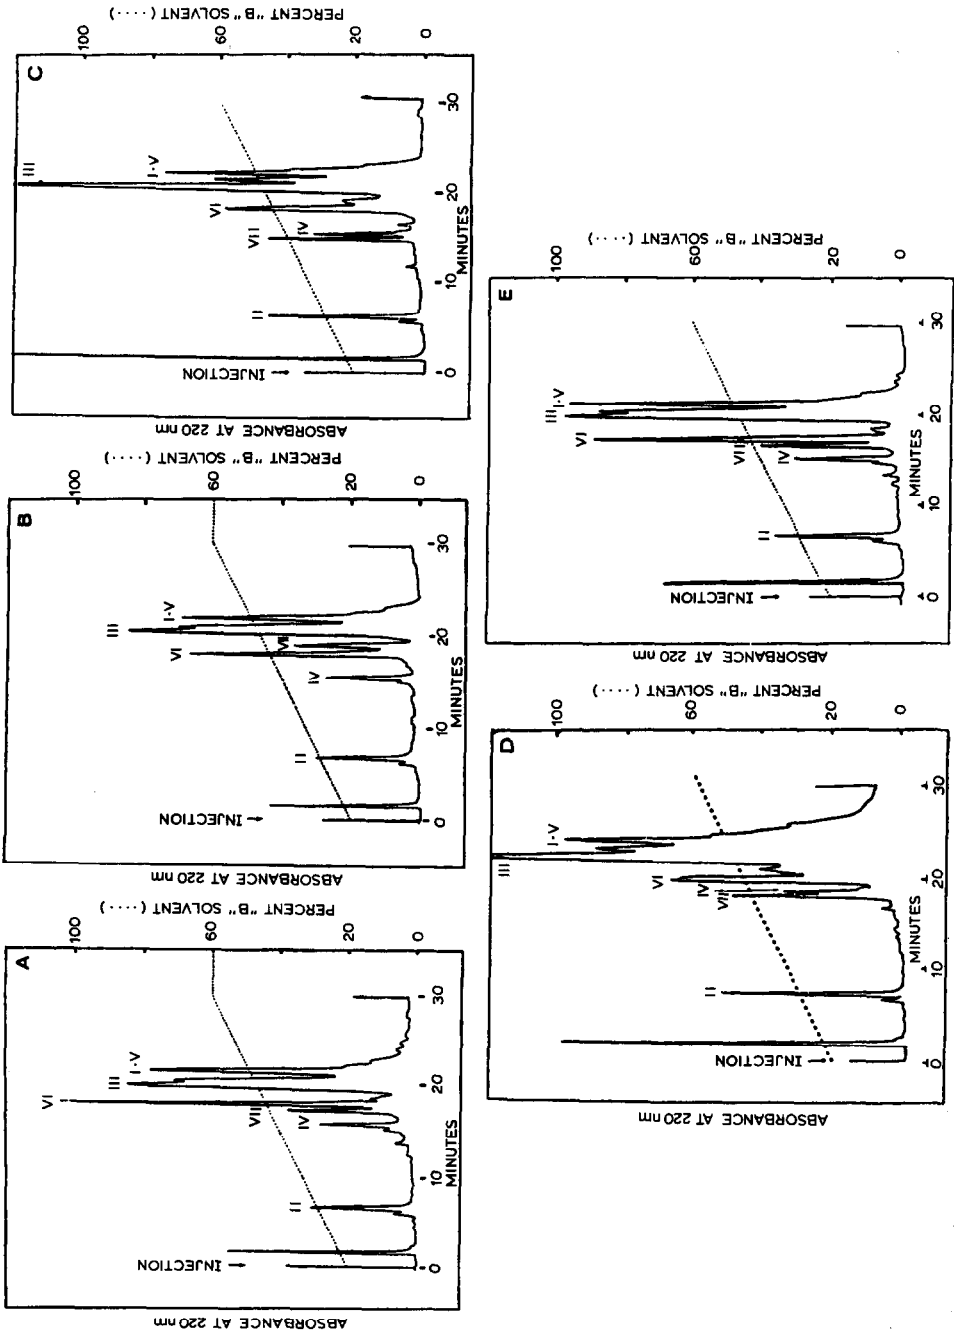 A
ABSORBANCE AT 220 nm
PERCENT "B" SOLVENT (····)
100
60
20
0
INJECTION
II
IV
VII
VI
III
I-V
0
10
20
30
MINUTES
B
ABSORBANCE AT 220 nm
PERCENT "B" SOLVENT (····)
100
60
20
0
INJECTION
II
IV
VI
VII
III
I-V
0
10
20
30
MINUTES
C
ABSORBANCE AT 220 nm
PERCENT "B" SOLVENT (····)
100
60
20
0
INJECTION
II
VII
IV
VI
III
I-V
0
10
20
30
MINUTES
D
ABSORBANCE AT 220 nm
PERCENT "B" SOLVENT (····)
100
60
20
0
INJECTION
II
VII
IV
VI
III
I-V
0
10
20
30
MINUTES
E
ABSORBANCE AT 220 nm
PERCENT "B" SOLVENT (····)
100
60
20
0
INJECTION
II
IV
VII
VI
III
I-V
0
10
20
30
MINUTES